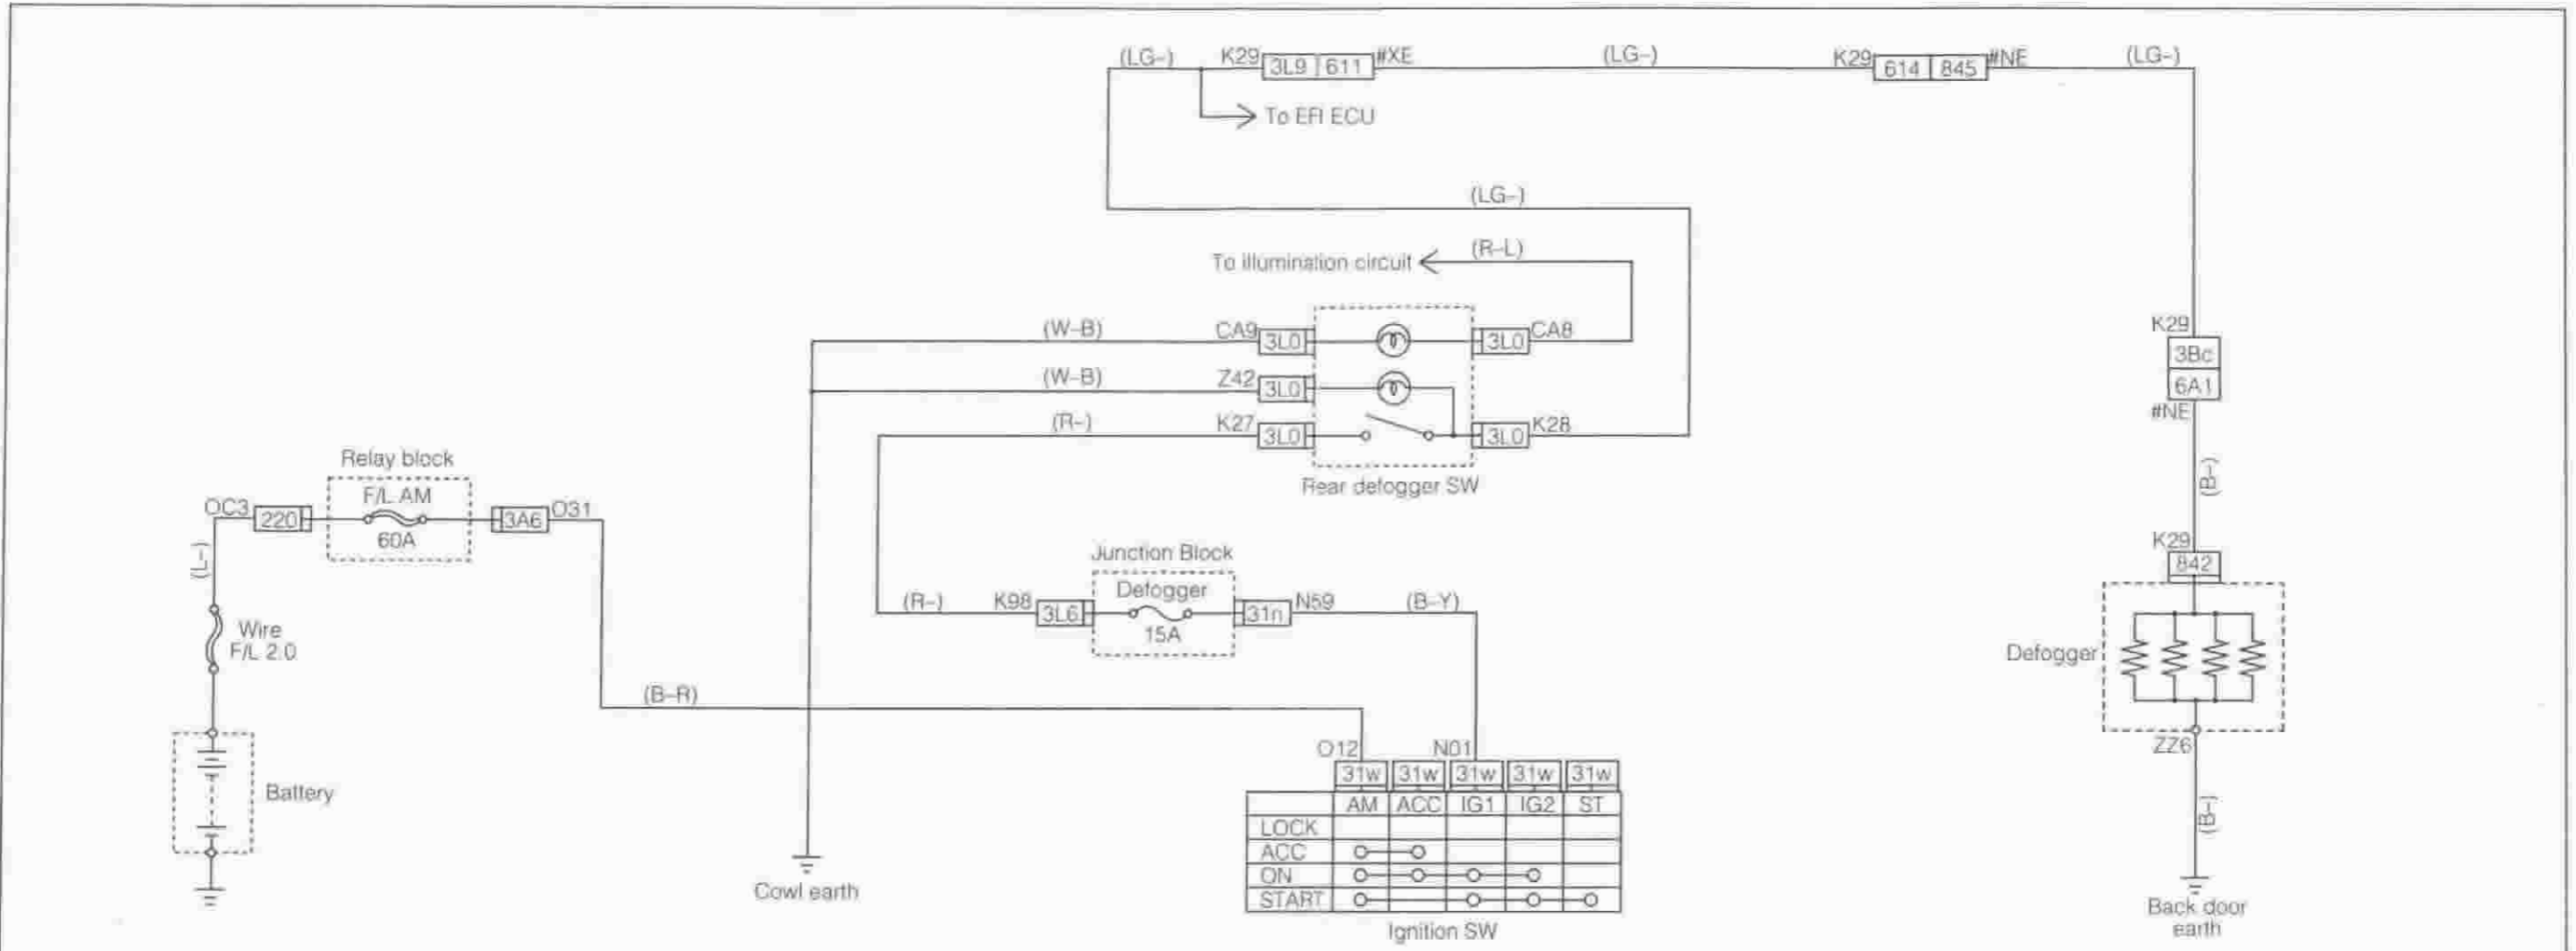 (LG-) K29 3L9 611 #XE (LG-) K29 614 845 #NE (LG-)
To EFI ECU
(LG-)
To illumination circuit (R-L)
(W-B) CA9 3L0 3L0 CA8
(W-B) Z42 3L0
(R-) K27 3L0 3L0 K28
Rear defogger SW
K29
3Bc
6A1
#NE
(B-)
Relay block
OC3 220 F/L AM 3A6 O31
60A
(L-)
Wire
F/L 2.0
Junction Block
Defogger
(R-) K98 3L6 31n N59 (B-Y)
15A
K29
842
Defogger
ZZ6
(B-)
Back door
earth
(B-R)
Battery
Cowl earth
O12 N01
31w 31w 31w 31w 31w
AM ACC IG1 IG2 ST
LOCK
ACC
ON
START
Ignition SW